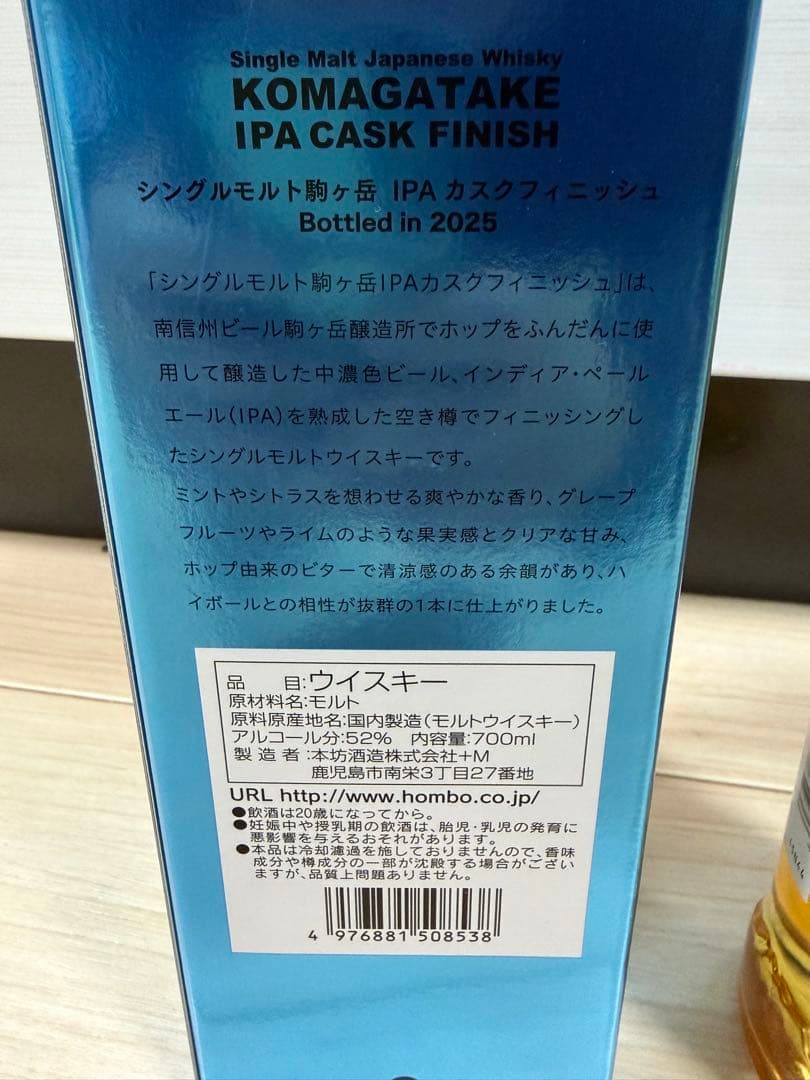 Single Malt Japanese Whisky
KOMAGATAKE
IPA CASK FINISH
シングルモルト駒ヶ岳 IPA カスクフィニッシュ
Bottled in 2025
「シングルモルト駒ヶ岳IPAカスクフィニッシュ」は、
南信州ビール駒ヶ岳醸造所でホップをふんだんに使
用して醸造した中濃色ビール、インディア・ペール
エール(IPA)を熟成した空き樽でフィニッシングし
たシングルモルトウイスキーです。
ミントやシトラスを想わせる爽やかな香り、グレープ
フルーツやライムのような果実感とクリアな甘み、
ホップ由来のビターで清涼感のある余韻があり、ハ
イボールとの相性が抜群の1本に仕上がりました。
品 目:ウイスキー
原材料名:モルト
原料原産地名:国内製造(モルトウイスキー)
アルコール分:52% 内容量:700ml
製造者:本坊酒造株式会社+M
鹿児島市南栄3丁目27番地
URL http://www.hombo.co.jp/
●飲酒は20歳になってから。
●妊娠中や授乳期の飲酒は、胎児・乳児の発育に
悪影響を与えるおそれがあります。
●本品は冷却濾過を施しておりませんので、香味
成分や樽成分の一部が沈殿する場合がござい
ますが、品質上問題ありません。
4 976881 508538